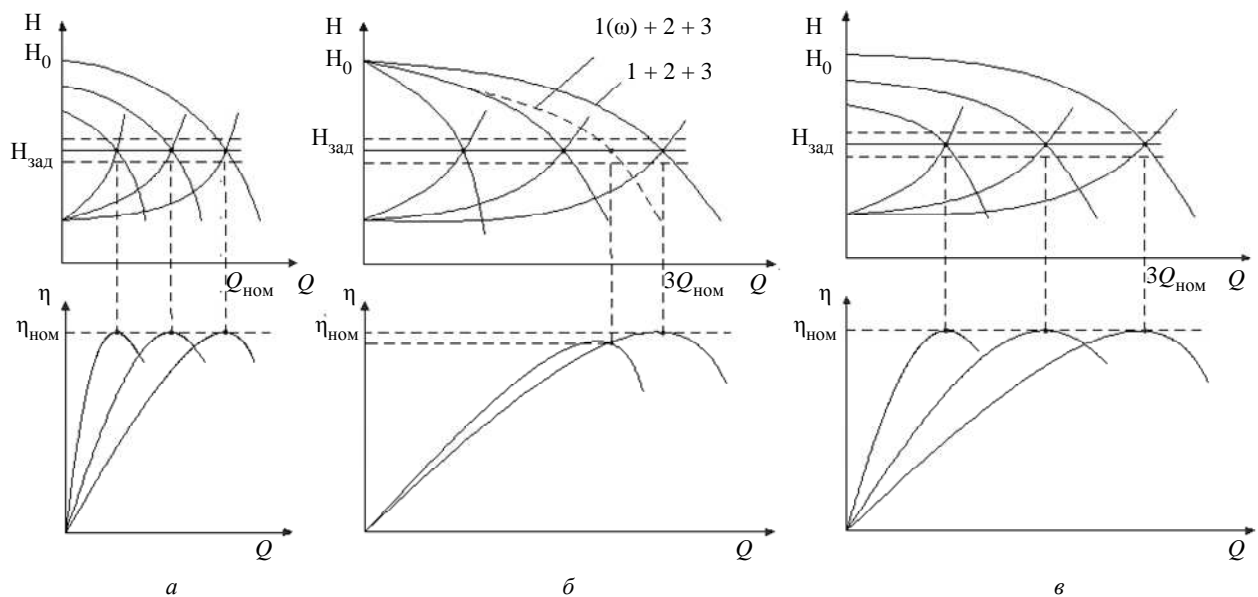 H
H₀
Hзад
Qном
Q
η
ηном
Q
а
H
H₀
1(ω) + 2 + 3
1 + 2 + 3
Hзад
3Qном
Q
η
ηном
Q
б
H
H₀
Hзад
3Qном
Q
η
ηном
Q
в